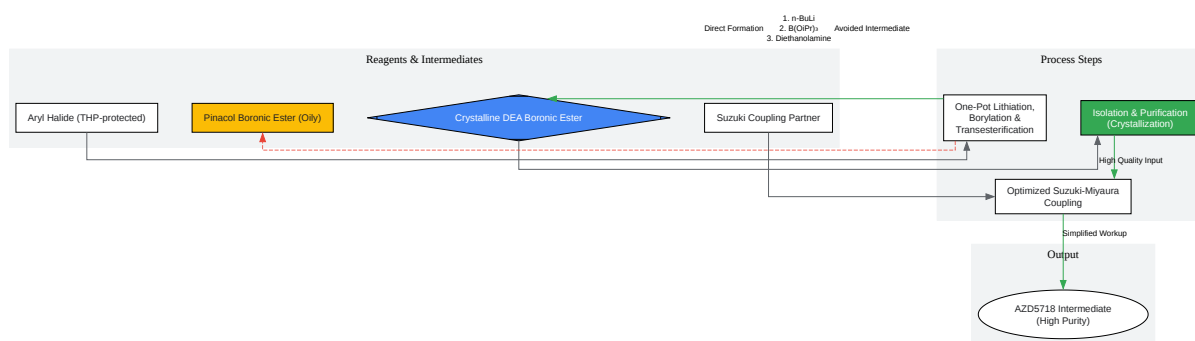 1. n-BuLi
Direct Formation
2. B(OiPr)₃
Avoided Intermediate
3. Diethanolamine
Reagents & Intermediates
Process Steps
Aryl Halide (THP-protected)
Pinacol Boronic Ester (Oily)
Crystalline DEA Boronic Ester
Suzuki Coupling Partner
One-Pot Lithiation,
Borylation &
Transesterification
Isolation & Purification
(Crystallization)
High Quality Input
Optimized Suzuki-Miyaura
Coupling
Simplified Workup
Output
AZD5718 Intermediate
(High Purity)